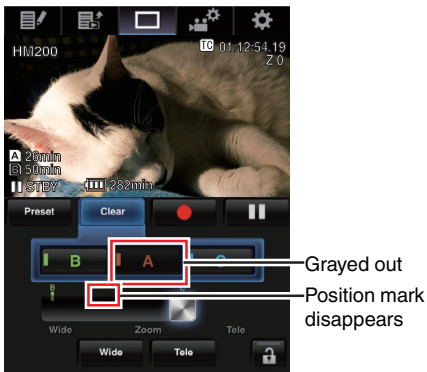 HM200
TC 01:12:54.19
Z 0
A 26min
B 50min
STBY 282min
Preset Clear
B A C
Grayed out
B
Position mark disappears
Wide Zoom Tele
Wide Tele